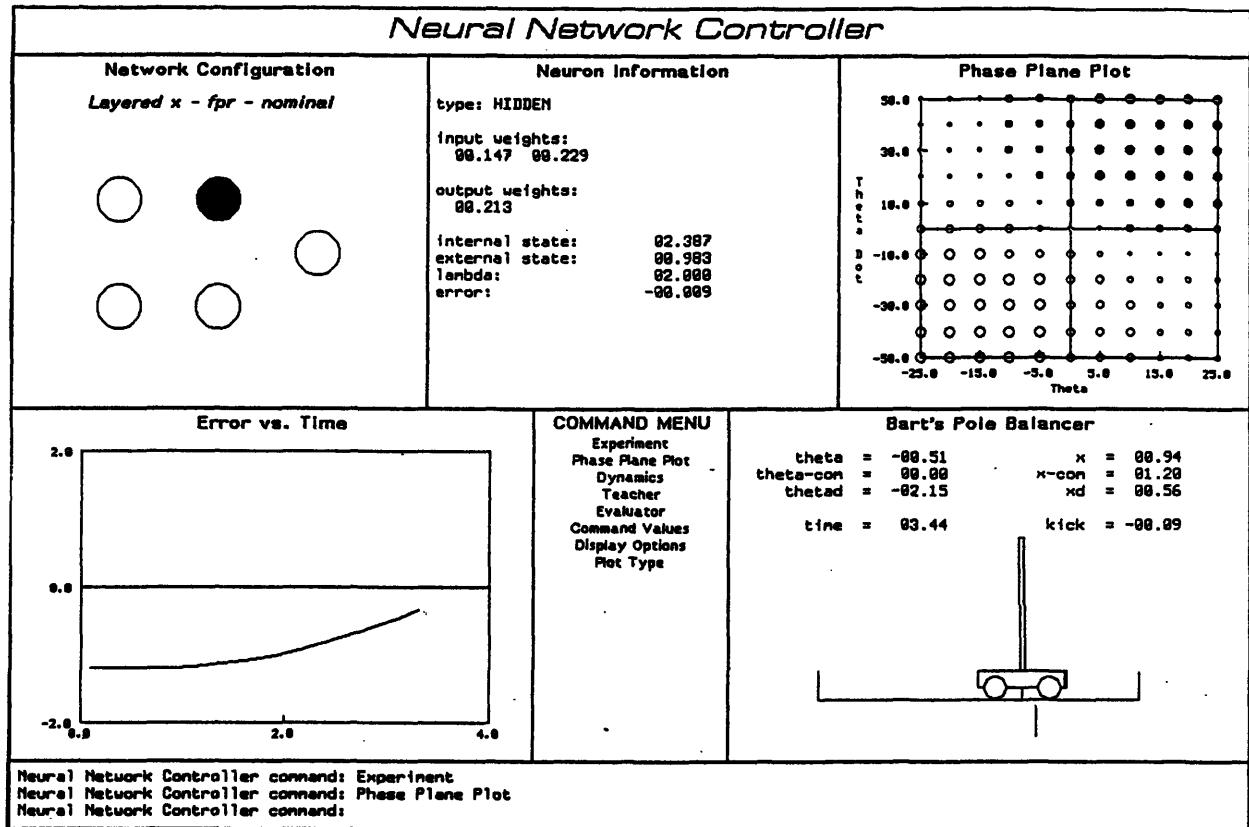 Neural Network Controller
Network Configuration
Layered x - fpr - nominal
Neuron Information
type: HIDDEN
input weights:
00.147 00.229
output weights:
00.213
internal state: 02.387
external state: 00.983
lambda: 02.000
error: -00.009
Phase Plane Plot
50.0
30.0
10.0
-10.0
-30.0
-50.0
Theta Dot
-25.0 -15.0 -5.0 5.0 15.0 25.0
Theta
Error vs. Time
2.0
0.0
-2.0
0.0 2.0 4.0
COMMAND MENU
Experiment
Phase Plane Plot
Dynamics
Teacher
Evaluator
Command Values
Display Options
Plot Type
Bart's Pole Balancer
theta = -00.51 x = 00.94
theta-con = 00.00 x-con = 01.20
thetad = -02.15 xd = 00.56
time = 03.44 kick = -00.09
Neural Network Controller command: Experiment
Neural Network Controller command: Phase Plane Plot
Neural Network Controller command: